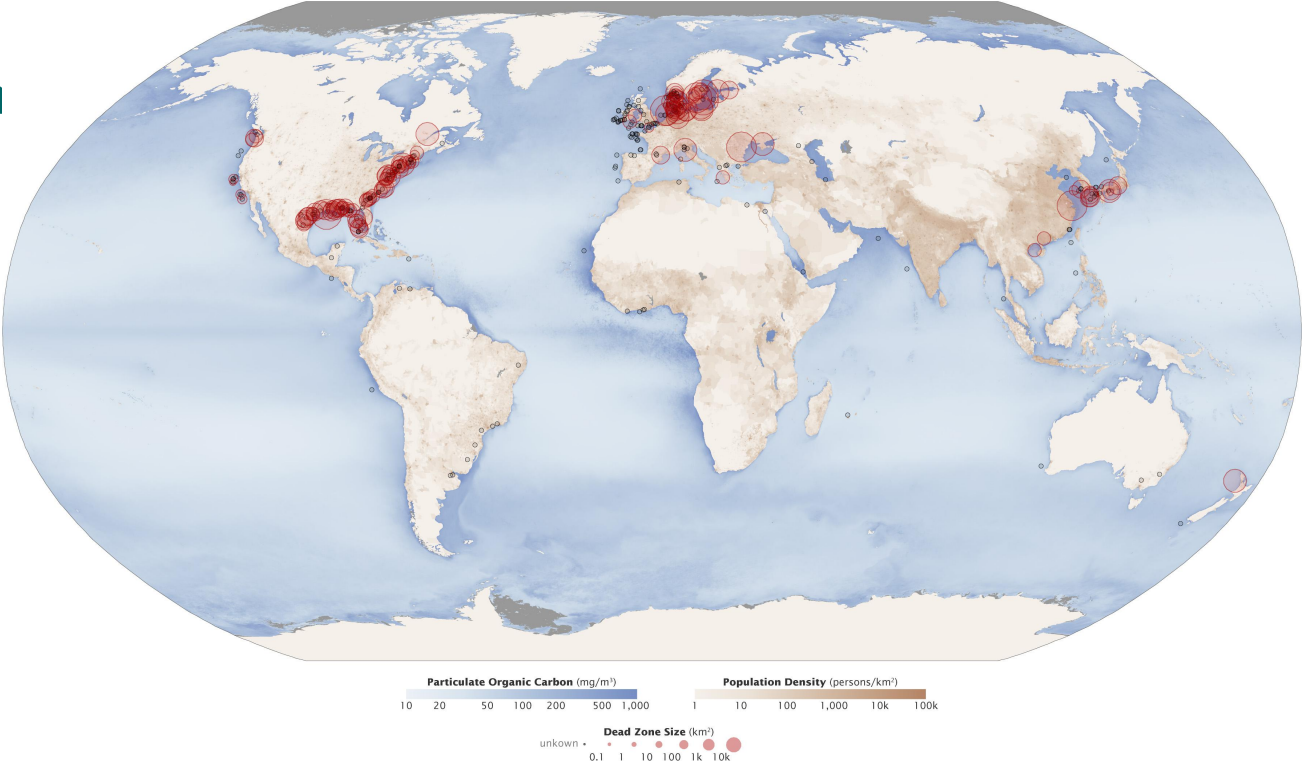 Particulate Organic Carbon (mg/m³)
10 20 50 100 200 500 1,000
Population Density (persons/km²)
1 10 100 1,000 10k 100k
Dead Zone Size (km²)
unkown
0.1 1 10 100 1k 10k